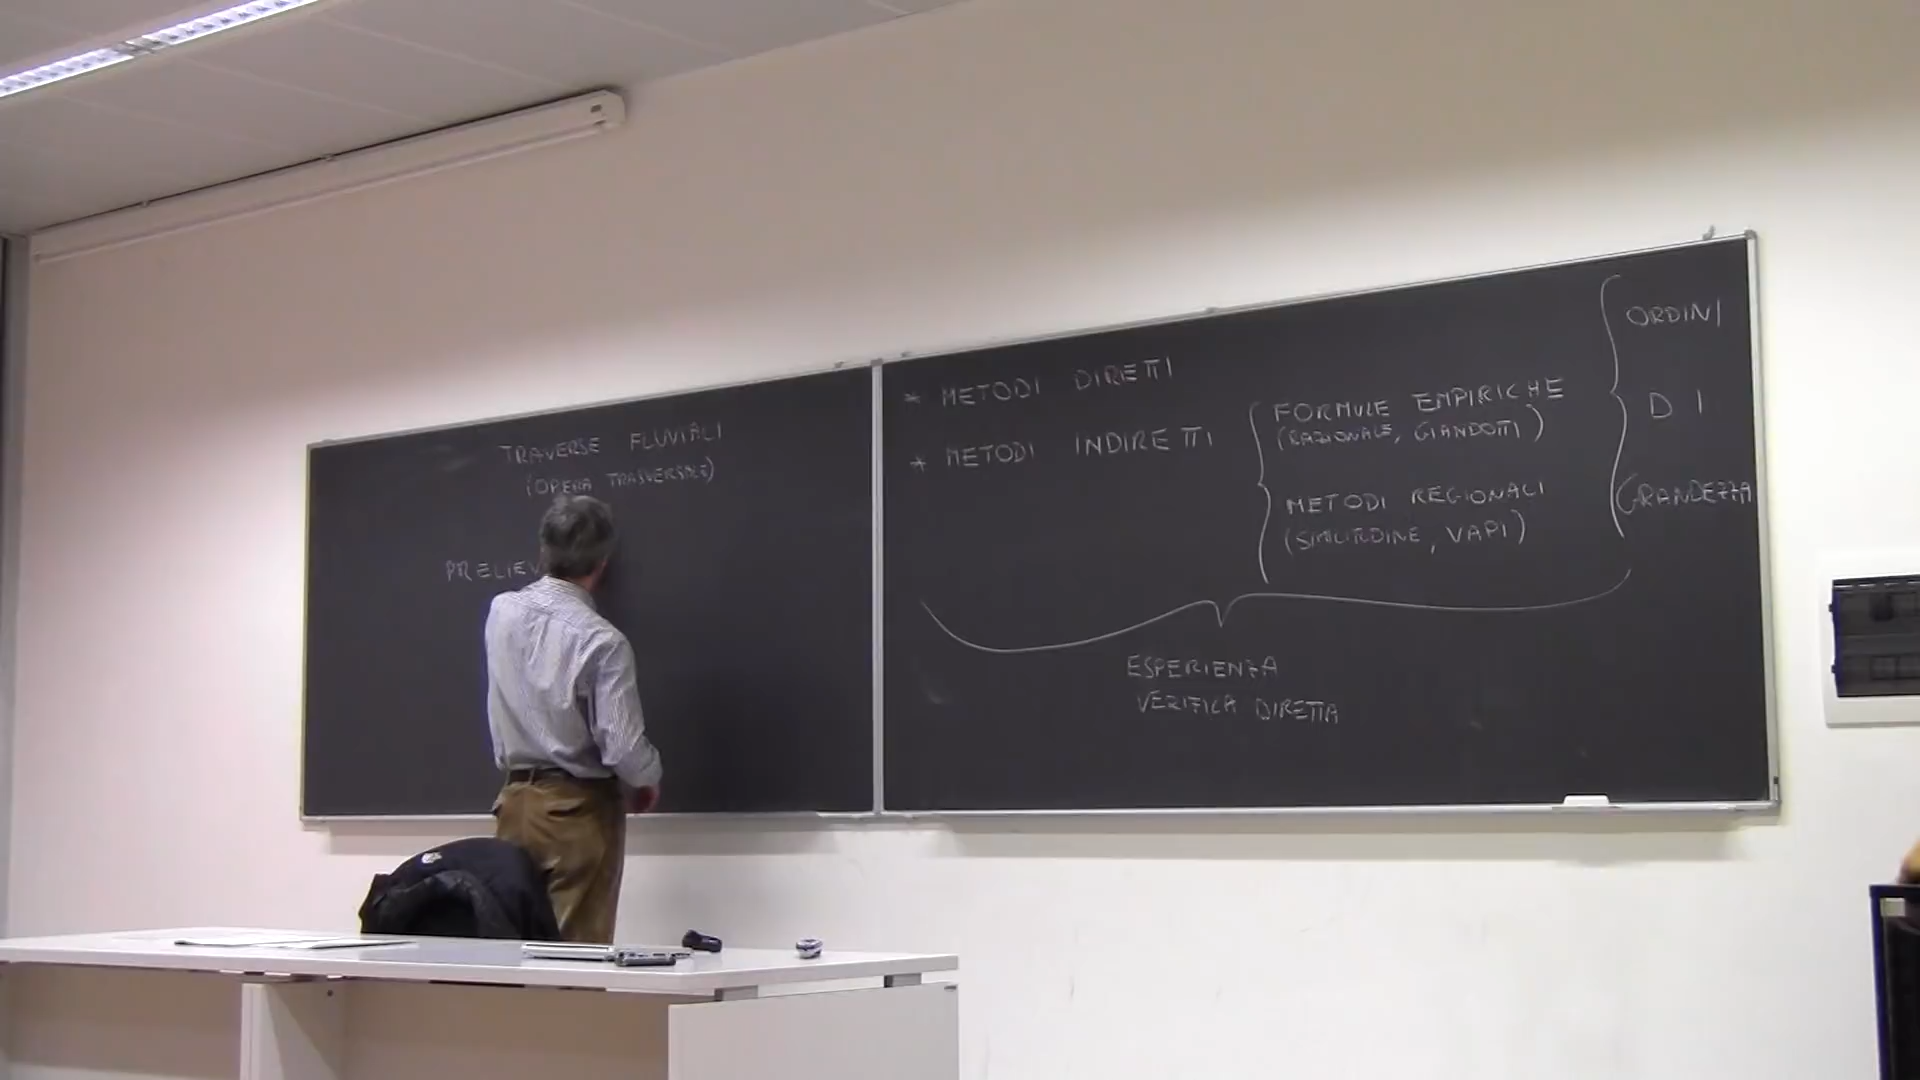 TRAVERSE FLUVIALI
(OPERA TRASVERSALE)
PRELIEV
* METODI DIRETTI
* METODI INDIRETTI
FORMULE EMPIRICHE
(RAZIONALE, GIANDOTTI)
METODI REGIONALI
(SIMILITUDINE, VAPI)
ORDINI
DI
GRANDEZZA
ESPERIENZA
VERIFICA DIRETTA